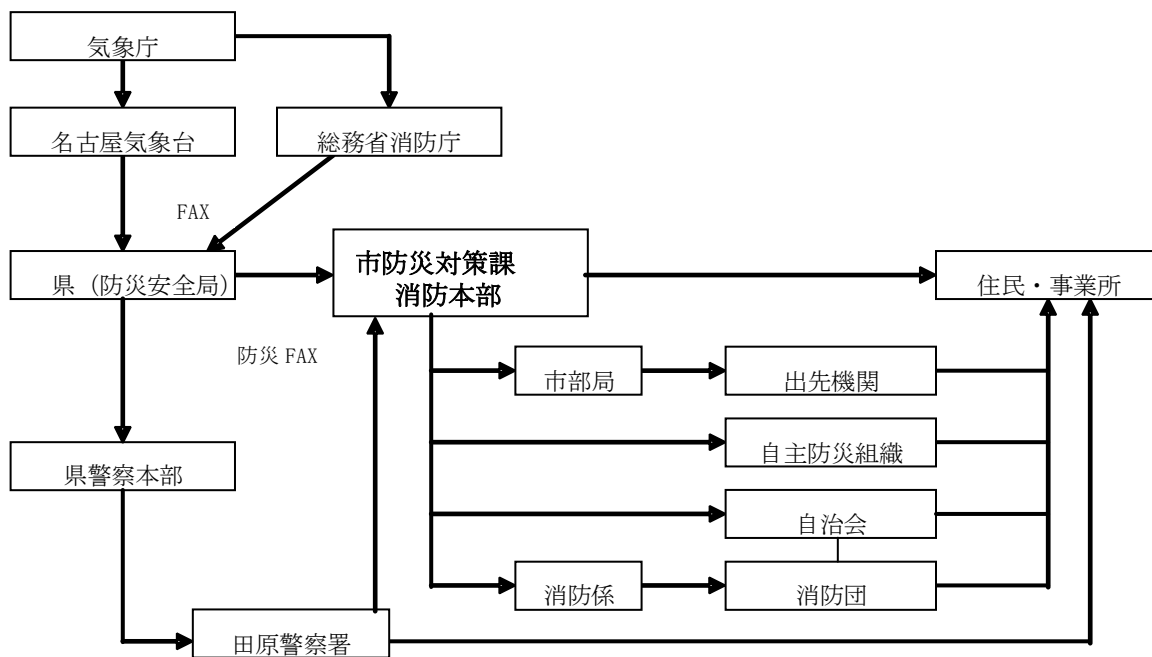 気象庁
名古屋気象台
総務省消防庁
FAX
県（防災安全局）
市防災対策課
消防本部
住民・事業所
防災 FAX
市部局
出先機関
自主防災組織
県警察本部
自治会
消防係
消防団
田原警察署